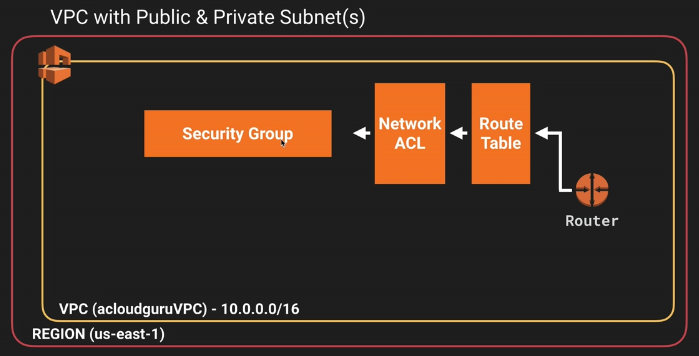 VPC with Public & Private Subnet(s)
Security Group
Network
ACL
Route
Table
Router
VPC (acloudguruVPC) - 10.0.0.0/16
REGION (us-east-1)